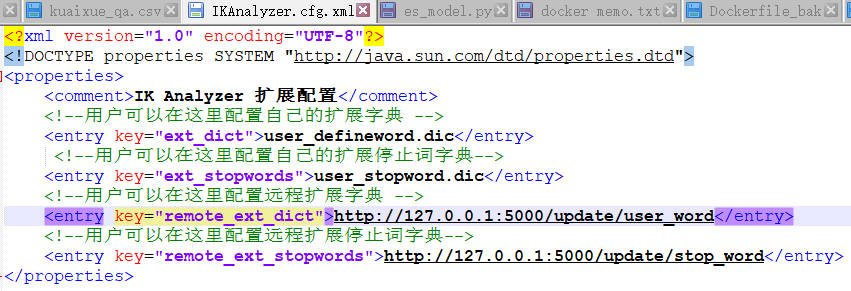 kuaixue_qa.csv IKAnalyzer.cfg.xml es_model.py docker memo.txt Dockerfile_bak
<?xml version="1.0" encoding="UTF-8"?>
<!DOCTYPE properties SYSTEM "http://java.sun.com/dtd/properties.dtd">
<properties>
<comment>IK Analyzer 扩展配置</comment>
<!--用户可以在这里配置自己的扩展字典 -->
<entry key="ext_dict">user_defineword.dic</entry>
<!--用户可以在这里配置自己的扩展停止词字典-->
<entry key="ext_stopwords">user_stopword.dic</entry>
<!--用户可以在这里配置远程扩展字典 -->
<entry key="remote_ext_dict">http://127.0.0.1:5000/update/user_word</entry>
<!--用户可以在这里配置远程扩展停止词字典-->
<entry key="remote_ext_stopwords">http://127.0.0.1:5000/update/stop_word</entry>
</properties>